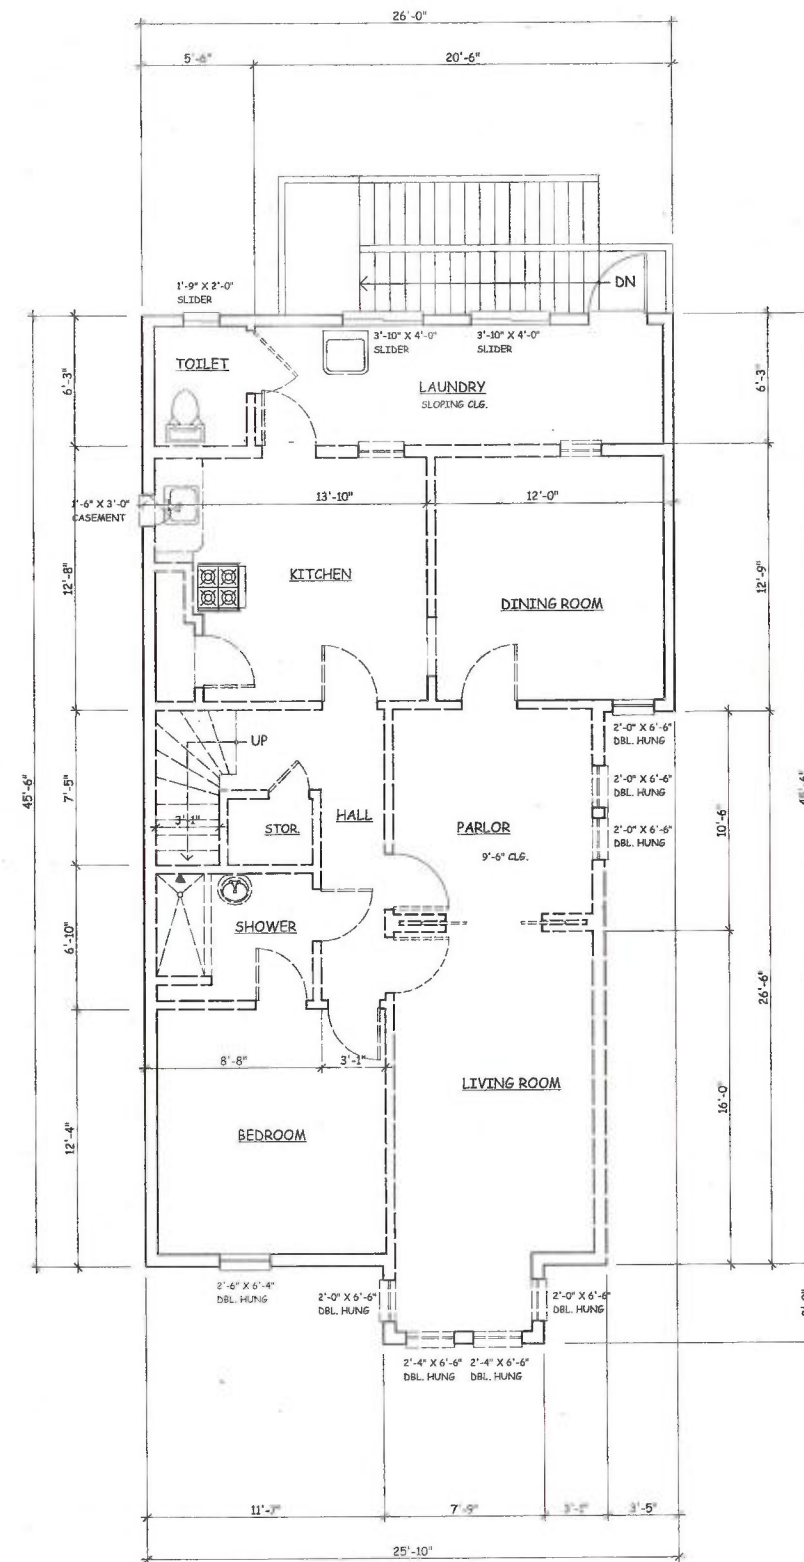 26'-0"
5'-6"
20'-6"
DN
1'-9" X 2'-0"
SLIDER
3'-10" X 4'-0"
SLIDER
3'-10" X 4'-0"
SLIDER
TOILET
LAUNDRY
SLOPING CLG.
6'-3"
6'-3"
13'-10"
12'-0"
CASEMENT
KITCHEN
DINING ROOM
12'-8"
12'-9"
UP
2'-0" X 6'-6"
DBL. HUNG
2'-0" X 6'-6"
DBL. HUNG
2'-0" X 6'-6"
DBL. HUNG
45'-6"
7'-5"
3'-1"
STOR.
HALL
PARLOR
9'-6" CLG.
10'-6"
SHOWER
6'-10"
26'-6"
8'-8"
3'-1"
LIVING ROOM
16'-0"
BEDROOM
12'-4"
2'-6" X 6'-4"
DBL. HUNG
2'-0" X 6'-6"
DBL. HUNG
2'-0" X 6'-6"
DBL. HUNG
2'-4" X 6'-6"
DBL. HUNG
2'-4" X 6'-6"
DBL. HUNG
7'-9"
3'-5"
25'-10"